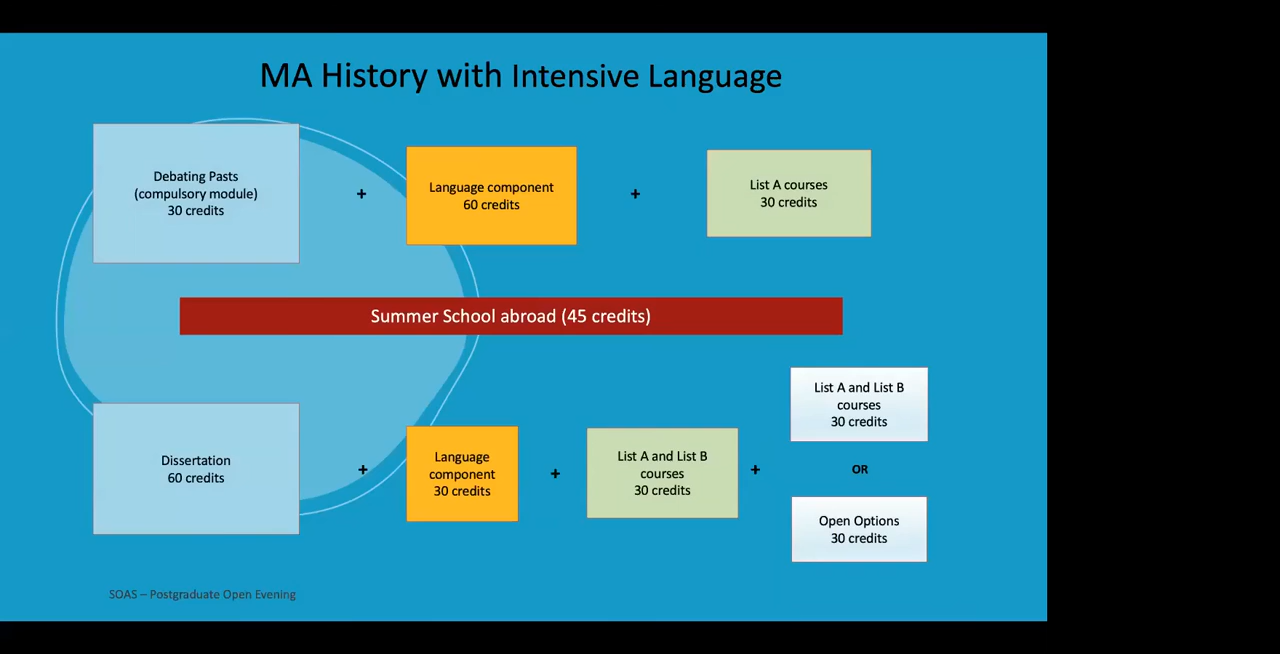 MA History with Intensive Language
Debating Pasts
(compulsory module)
30 credits
+
Language component
60 credits
+
List A courses
30 credits
Summer School abroad (45 credits)
Dissertation
60 credits
+
Language
component
30 credits
+
List A and List B
courses
30 credits
+
List A and List B
courses
30 credits
OR
Open Options
30 credits
SOAS – Postgraduate Open Evening